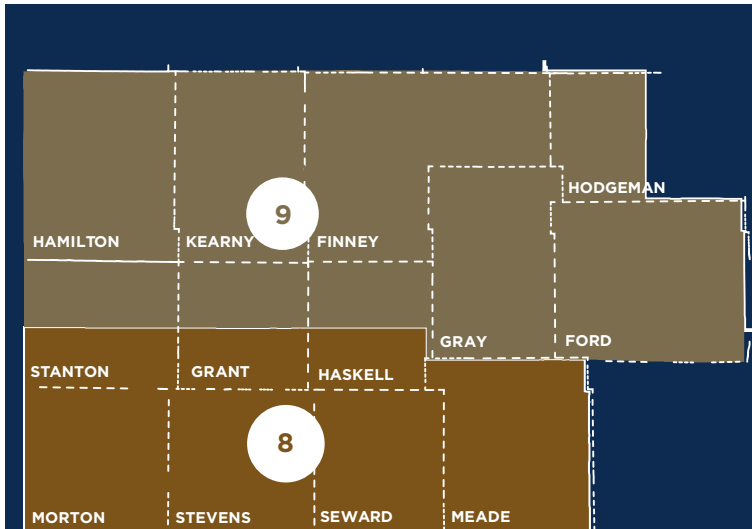 HODGEMAN
9
HAMILTON
KEARNY
FINNEY
GRAY
FORD
STANTON
GRANT
HASKELL
8
MORTON
STEVENS
SEWARD
MEADE